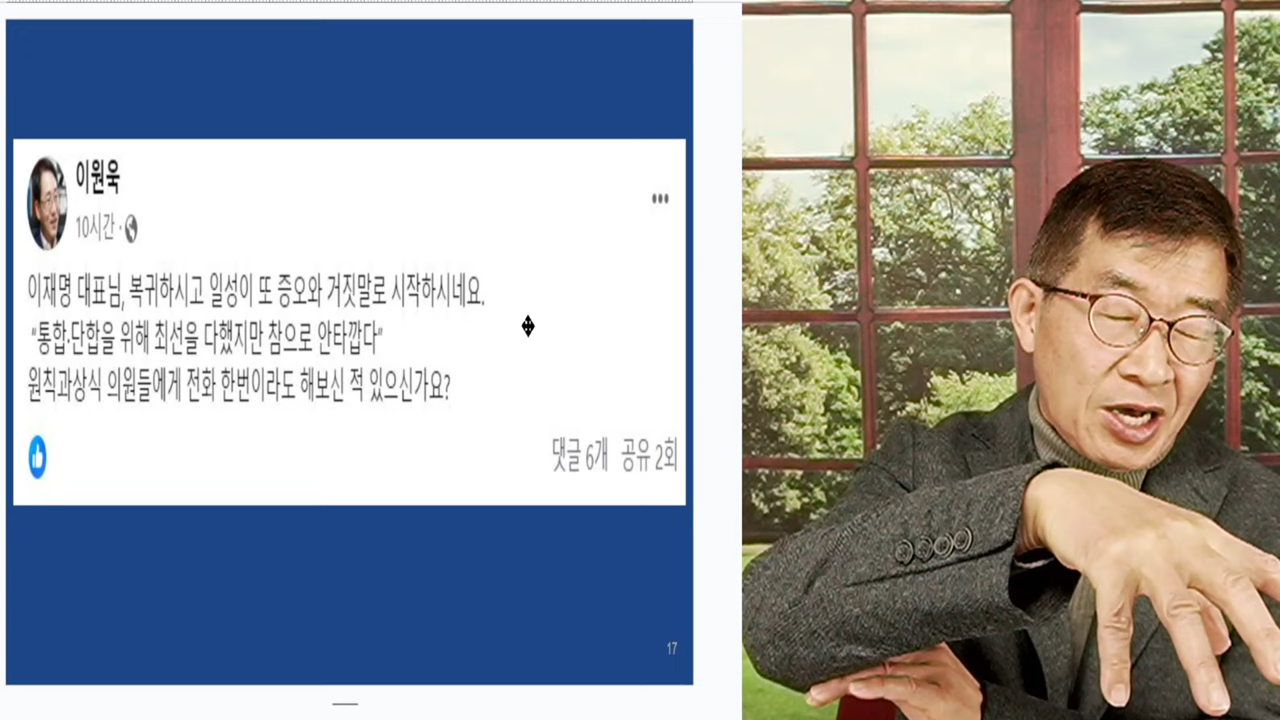 이원욱
10시간 ·
이재명 대표님, 복귀하시고 일성이 또 증오와 거짓말로 시작하시네요.
“통합·단합을 위해 최선을 다했지만 참으로 안타깝다”
원칙과상식 의원들에게 전화 한번이라도 해보신 적 있으신가요?
댓글 6개 공유 2회
17